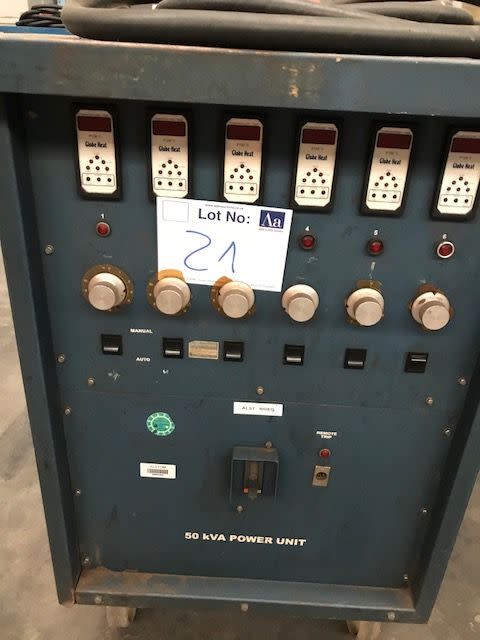 Globe Heat
Globe Heat
Globe Heat
Globe Heat
Globe Heat
Globe Heat
Lot No:
Aa
21
1
4
5
6
MANUAL
AUTO
REMOTE
TRIP
50 kVA POWER UNIT